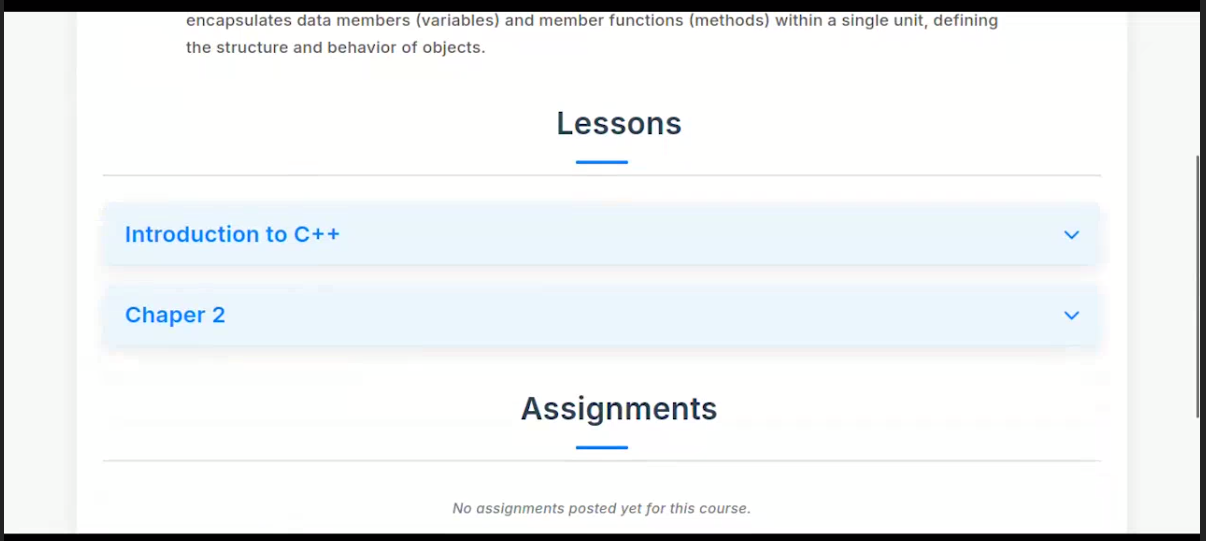 encapsulates data members (variables) and member functions (methods) within a single unit, defining
the structure and behavior of objects.
Lessons
Introduction to C++
Chaper 2
Assignments
No assignments posted yet for this course.